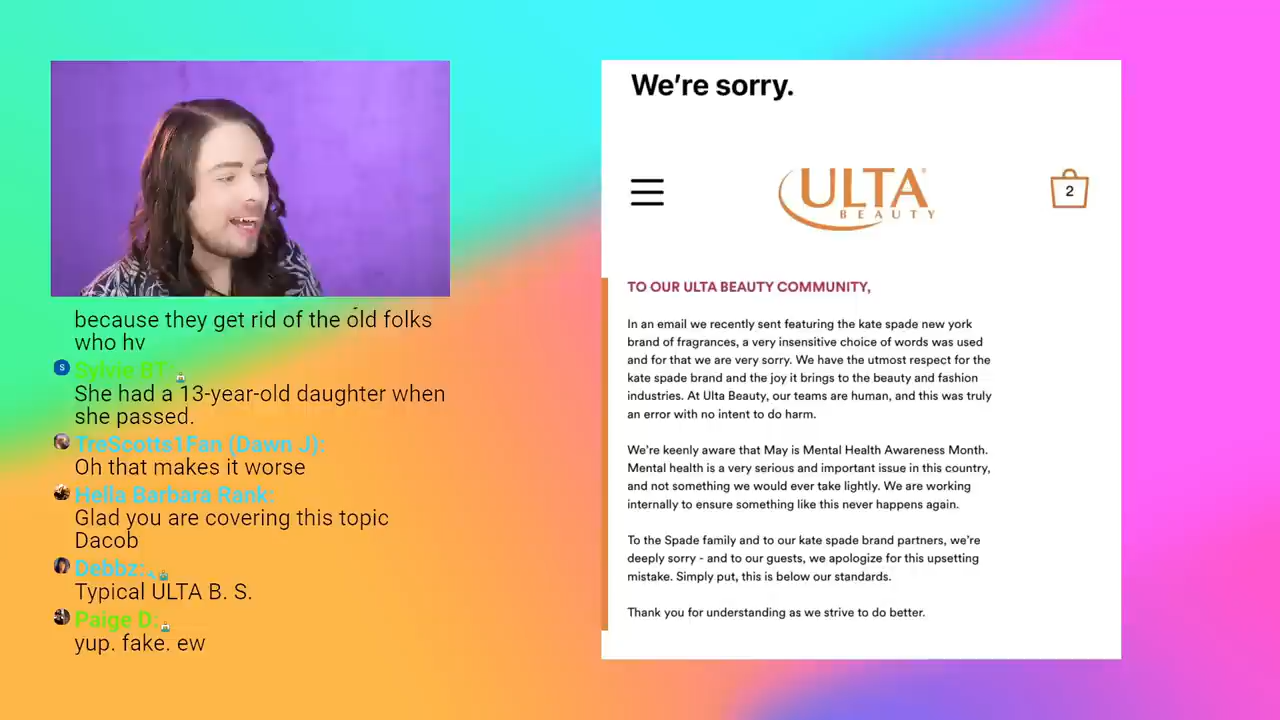 because they get rid of the old folks
who hv
S
Sylvie BT:
She had a 13-year-old daughter when
she passed.
TreScotts1Fan (Dawn J):
Oh that makes it worse
Hella Barbara Rank:
Glad you are covering this topic
Dacob
Debbz:
Typical ULTA B. S.
Paige D:
yup. fake. ew
We're sorry.
ULTA
BEAUTY
2
TO OUR ULTA BEAUTY COMMUNITY,
In an email we recently sent featuring the kate spade new york
brand of fragrances, a very insensitive choice of words was used
and for that we are very sorry. We have the utmost respect for the
kate spade brand and the joy it brings to the beauty and fashion
industries. At Ulta Beauty, our teams are human, and this was truly
an error with no intent to do harm.
We're keenly aware that May is Mental Health Awareness Month.
Mental health is a very serious and important issue in this country,
and not something we would ever take lightly. We are working
internally to ensure something like this never happens again.
To the Spade family and to our kate spade brand partners, we're
deeply sorry - and to our guests, we apologize for this upsetting
mistake. Simply put, this is below our standards.
Thank you for understanding as we strive to do better.